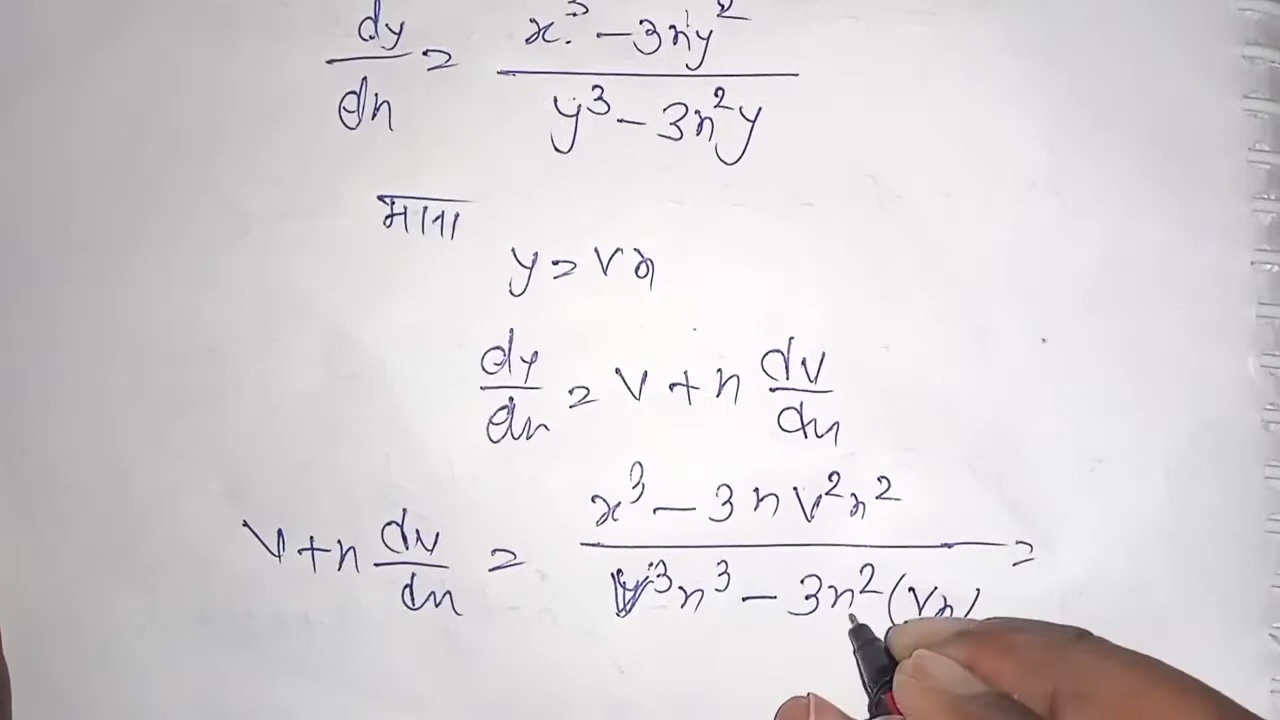 dy/dx = (x³ - 3xy²)/(y³ - 3x²y)
माना
y = vx
dy/dx = v + x dv/dx
v + x dv/dx = (x³ - 3x v²x²)/(v³x³ - 3x²(vx)) =